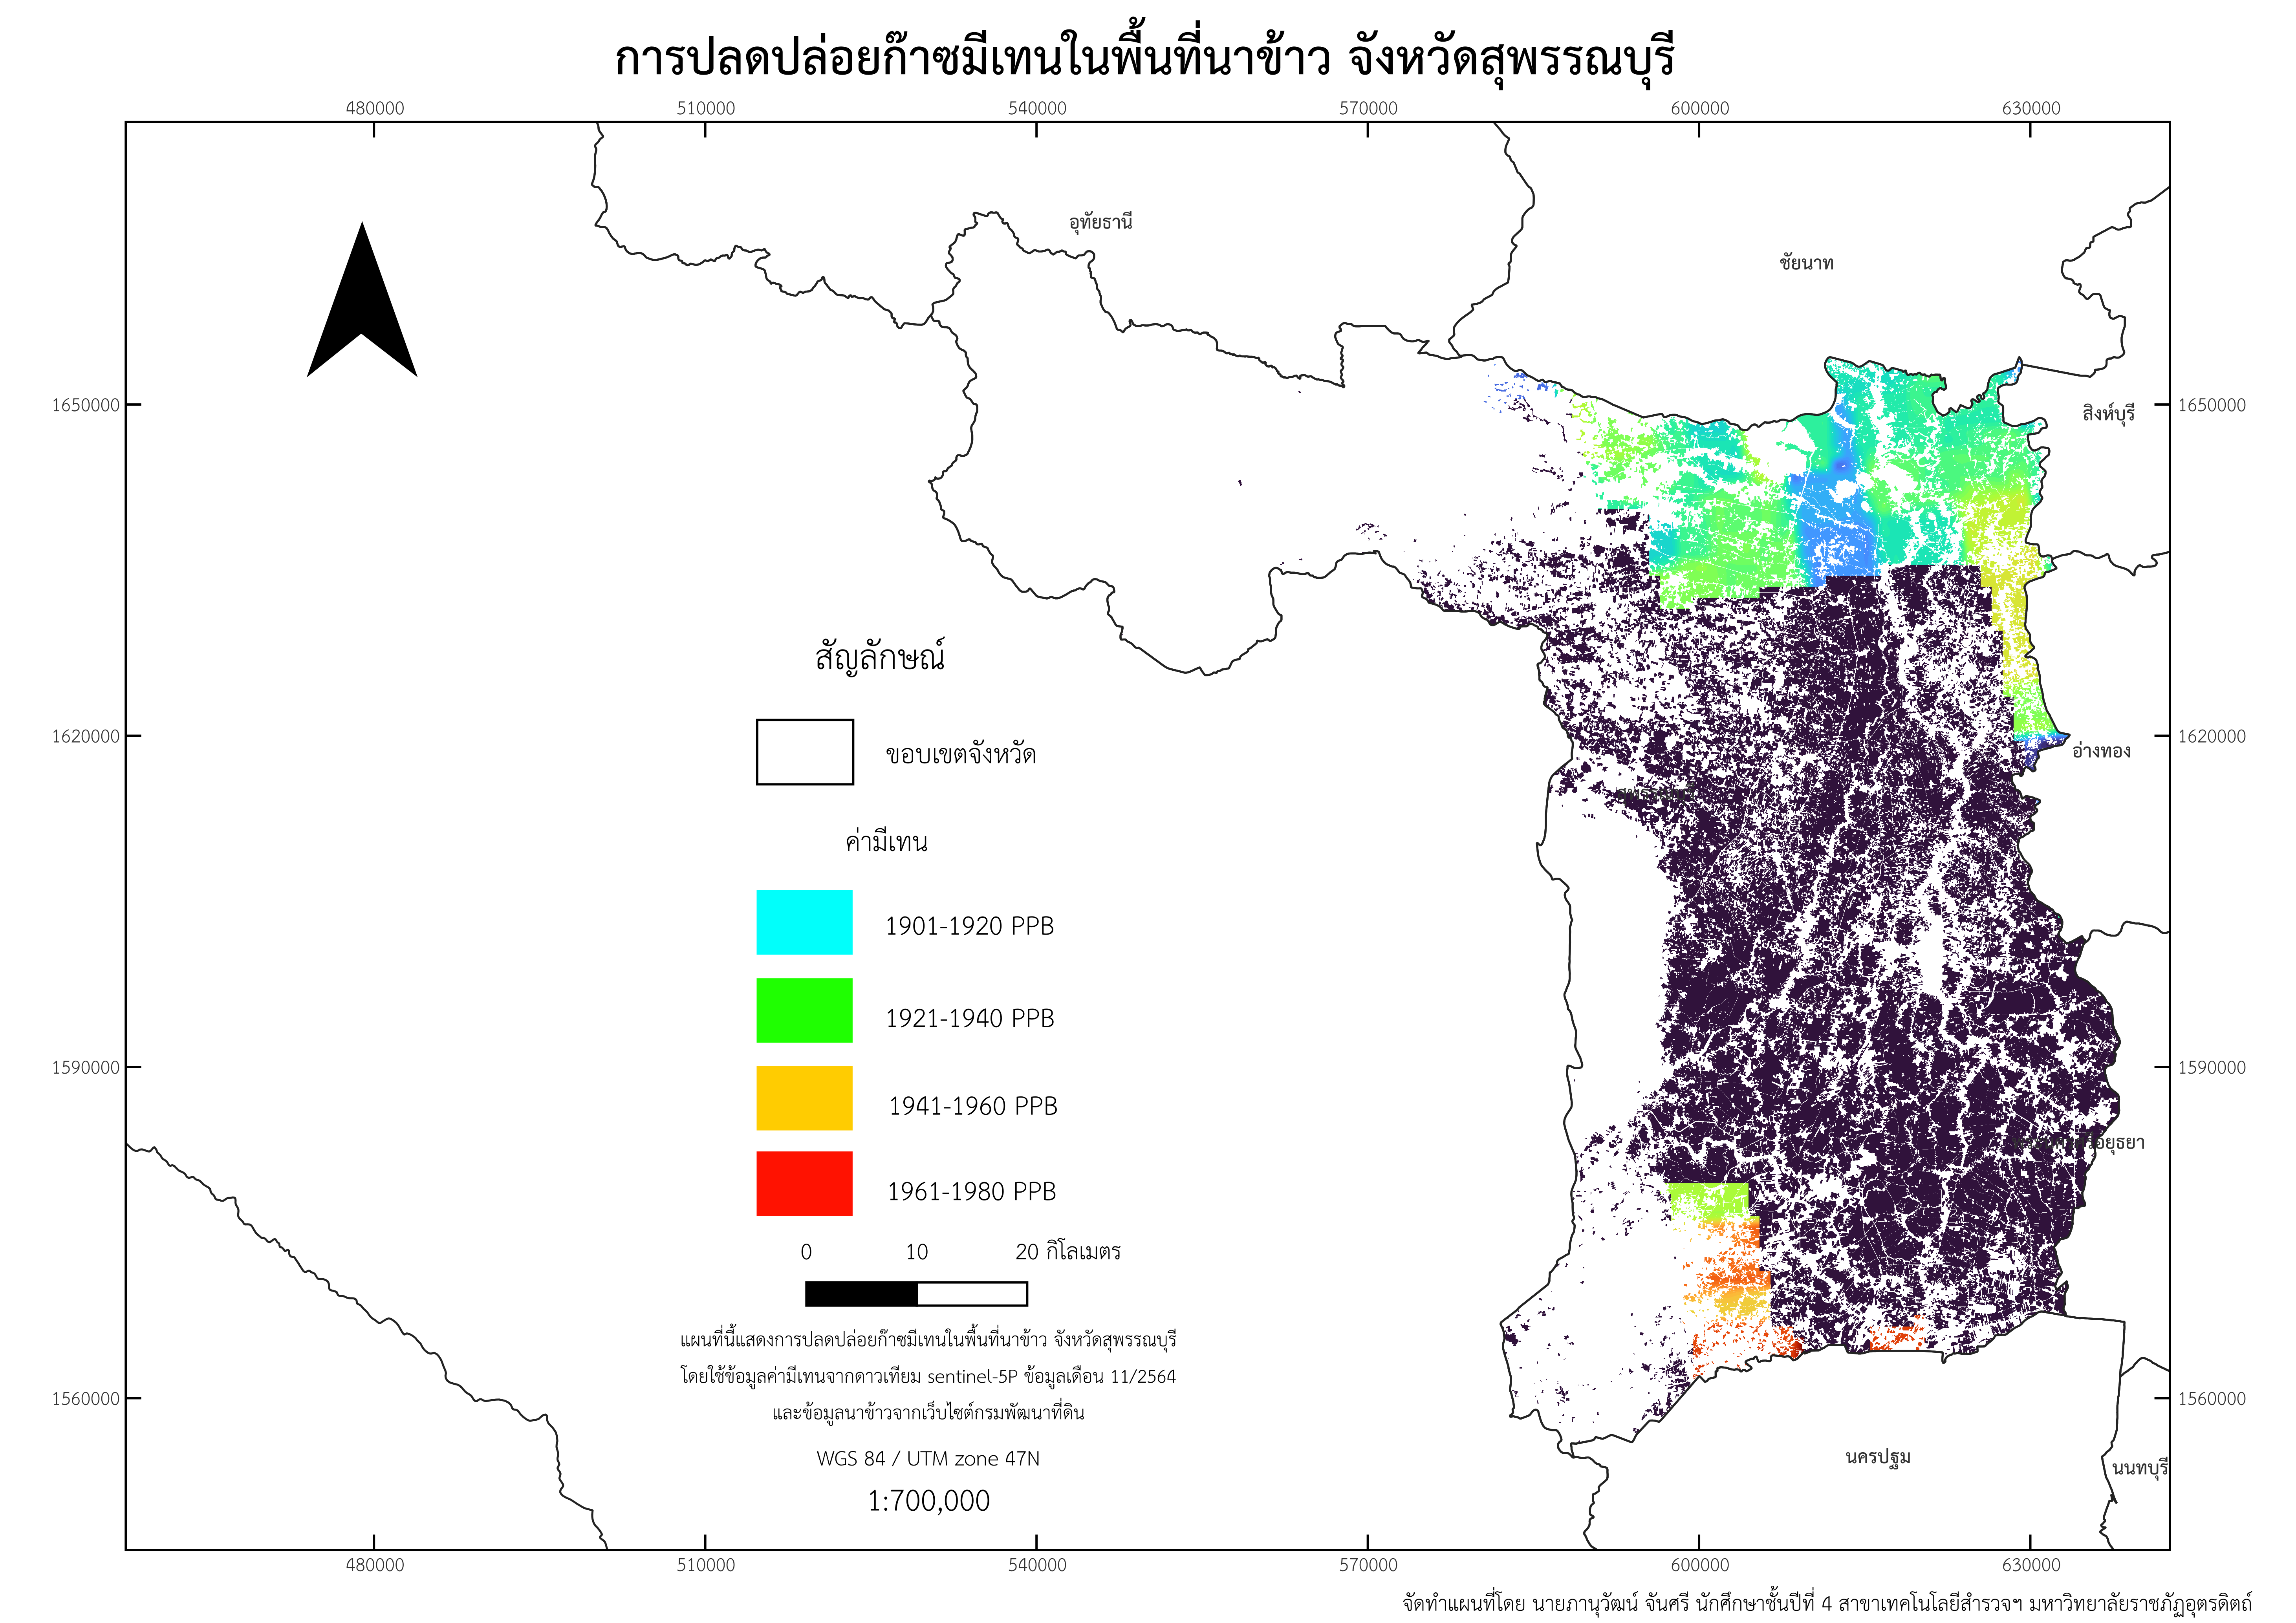 การปลดปล่อยก๊าซมีเทนในพื้นที่นาข้าว จังหวัดสุพรรณบุรี
480000
510000
540000
570000
600000
630000
อุทัยธานี
ชัยนาท
1650000
สิงห์บุรี
1650000
สัญลักษณ์
1620000
ขอบเขตจังหวัด
อ่างทอง
1620000
ค่ามีเทน
1901-1920 PPB
1921-1940 PPB
1590000
1590000
1941-1960 PPB
1961-1980 PPB
0
10
20 กิโลเมตร
แผนที่นี้แสดงการปลดปล่อยก๊าซมีเทนในพื้นที่นาข้าว จังหวัดสุพรรณบุรี
โดยใช้ข้อมูลค่ามีเทนจากดาวเทียม sentinel-5P ข้อมูลเดือน 11/2564
และข้อมูลนาข้าวจากเว็บไซต์กรมพัฒนาที่ดิน
1560000
1560000
WGS 84 / UTM zone 47N
นครปฐม
นนทบุรี
1:700,000
480000
510000
540000
570000
600000
630000
จัดทำแผนที่โดย นายภานุวัฒน์ จันศรี นักศึกษาชั้นปีที่ 4 สาขาเทคโนโลยีสำรวจฯ มหาวิทยาลัยราชภัฏอุตรดิตถ์